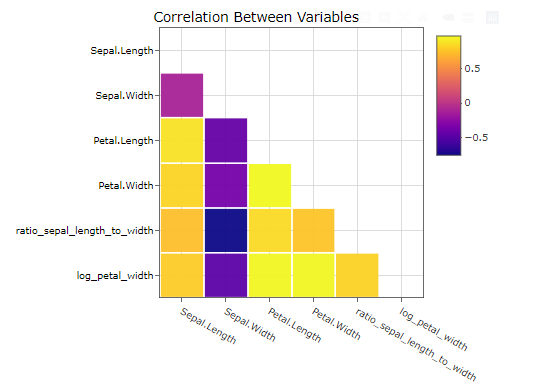 Correlation Between Variables
Sepal.Length
Sepal.Width
Petal.Length
Petal.Width
ratio_sepal_length_to_width
log_petal_width
Sepal.Length
Sepal.Width
Petal.Length
Petal.Width
ratio_sepal_length_to_width
log_petal_width
0.5
0
−0.5